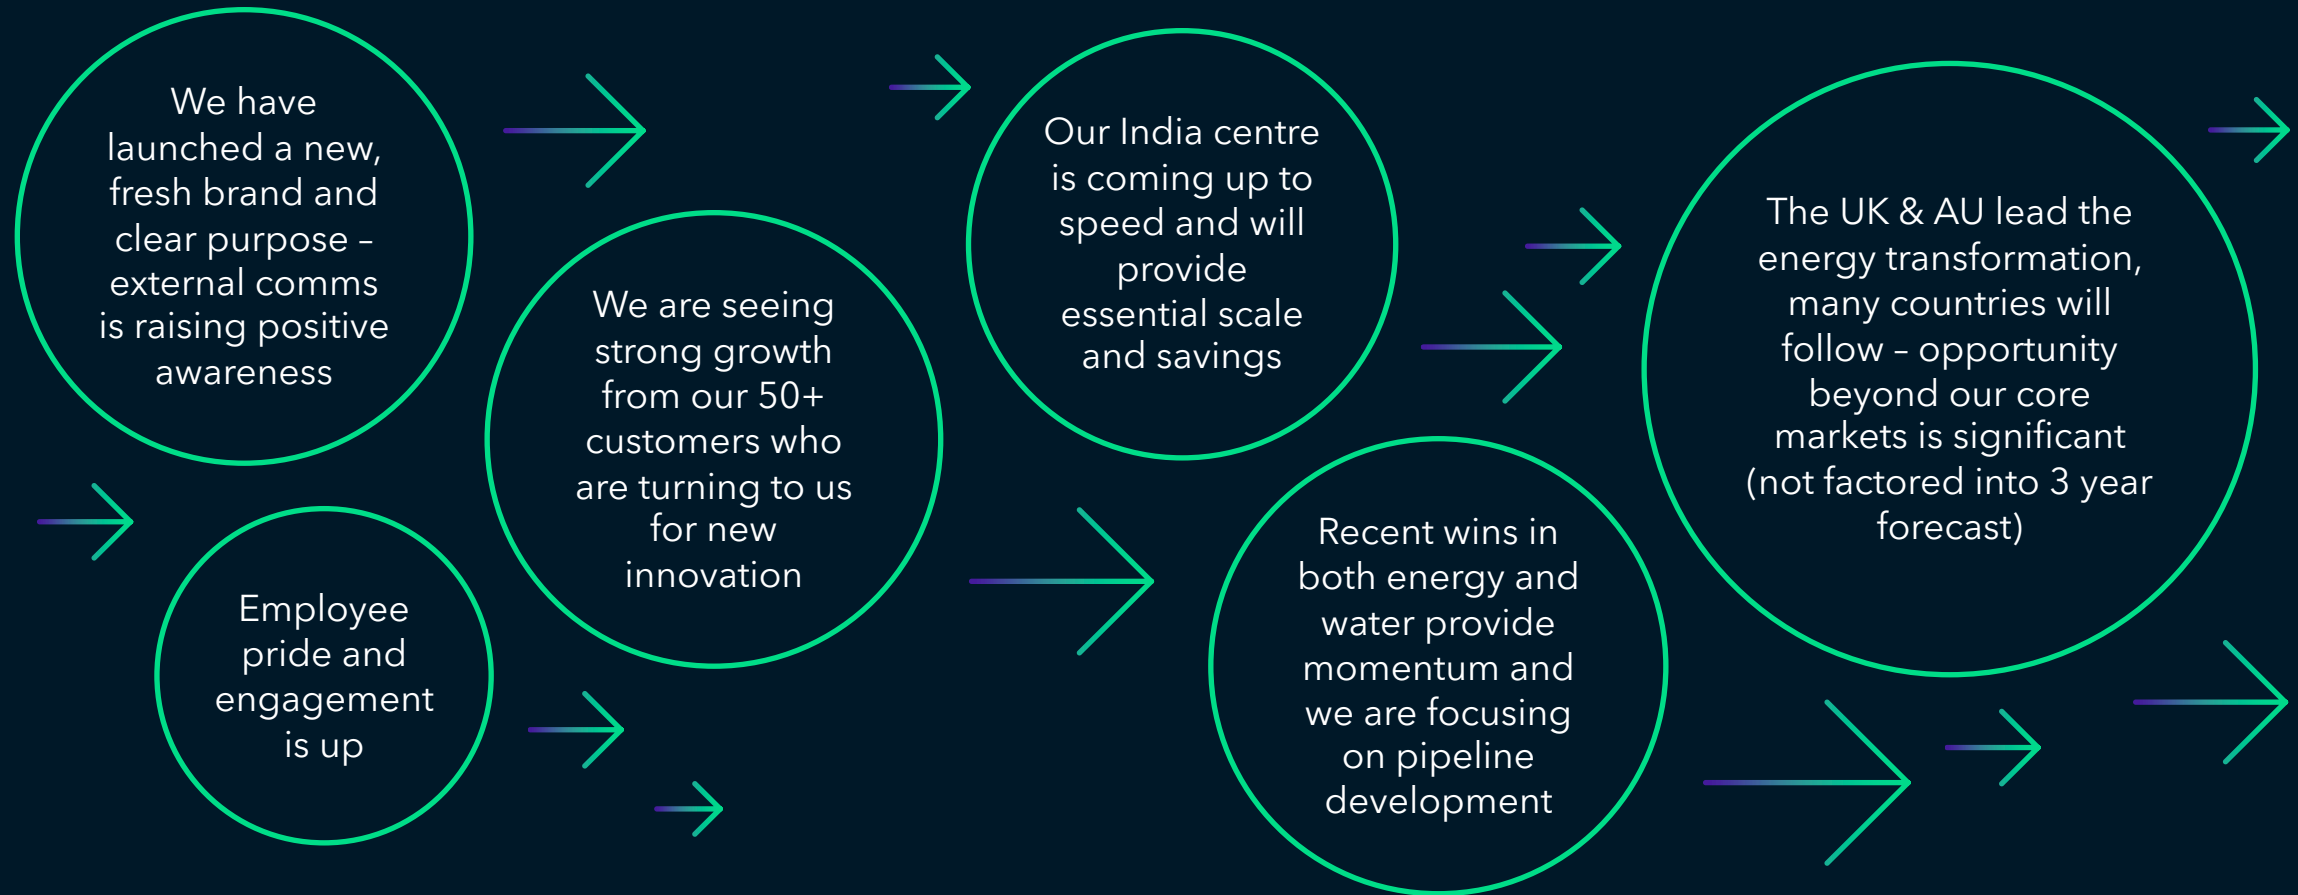 We have
launched a new,
fresh brand and
clear purpose –
external comms
is raising positive
awareness
Employee
pride and
engagement
is up
We are seeing
strong growth
from our 50+
customers who
are turning to us
for new
innovation
Our India centre
is coming up to
speed and will
provide
essential scale
and savings
Recent wins in
both energy and
water provide
momentum and
we are focusing
on pipeline
development
The UK & AU lead the
energy transformation,
many countries will
follow – opportunity
beyond our core
markets is significant
(not factored into 3 year
forecast)